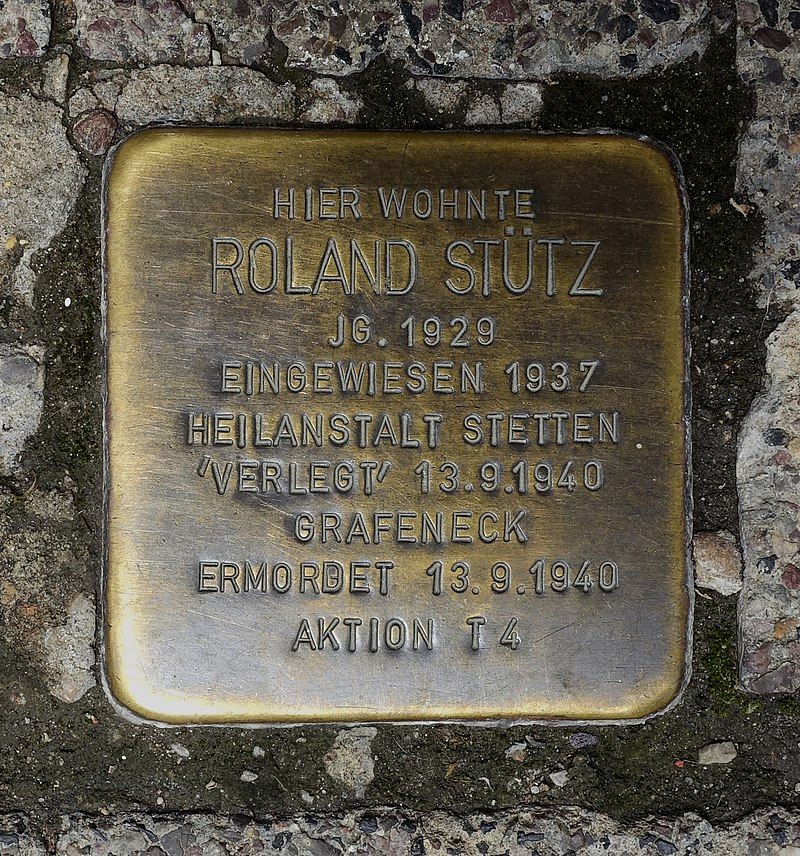 HIER WOHNTE
ROLAND STÜTZ
JG. 1929
EINGEWIESEN 1937
HEILANSTALT STETTEN
'VERLEGT' 13.9.1940
GRAFENECK
ERMORDET 13.9.1940
AKTION T4